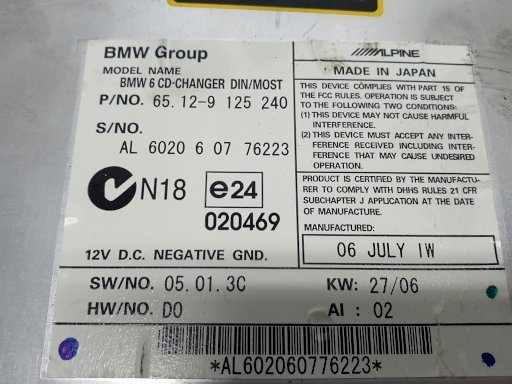 BMW Group
MODEL NAME
BMW 6 CD-CHANGER DIN/MOST
P/NO. 65.12-9 125 240
S/NO.
AL 6020 6 07 76223
N18 e24
020469
12V D.C. NEGATIVE GND.
ALPINE
MADE IN JAPAN
THIS DEVICE COMPLIES WITH PART 15 OF
THE FCC RULES. OPERATION IS SUBJECT
TO THE FOLLOWING TWO CONDITIONS:
(1) THIS DEVICE MAY NOT CAUSE HARMFUL
INTERFERENCE.
(2) THIS DEVICE MUST ACCEPT ANY INTER-
FERENCE RECEIVED INCLUDING INTER-
FERENCE THAT MAY CAUSE UNDESIRED
OPERATION.
PRODUCT IS CERTIFIED BY THE MANUFACTU-
RER TO COMPLY WITH DHHS RULES 21 CFR
SUBCHAPTER J APPLICATION AT THE DATE
OF MANUFACTURE.
MANUFACTURED:
06 JULY IW
SW/NO. 05.01.3C
HW/NO. D0
KW: 27/06
AI : 02
*AL602060776223*